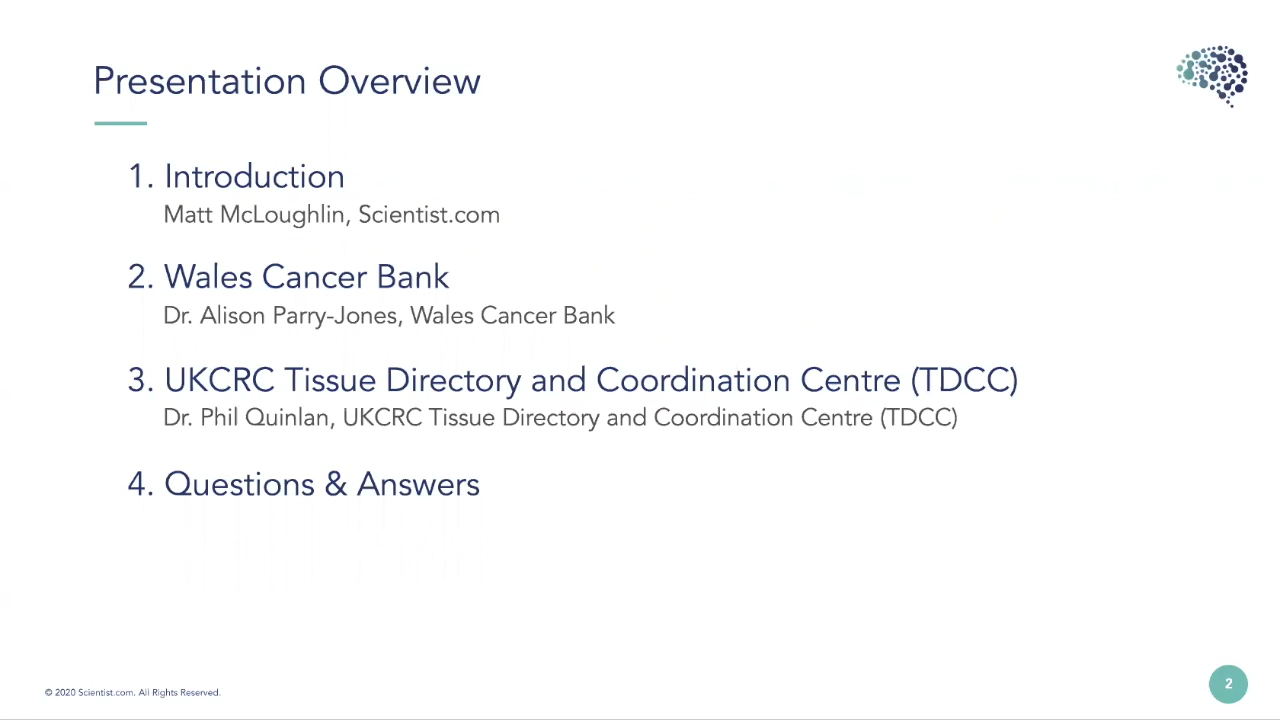 Presentation Overview
1. Introduction
Matt McLoughlin, Scientist.com
2. Wales Cancer Bank
Dr. Alison Parry-Jones, Wales Cancer Bank
3. UKCRC Tissue Directory and Coordination Centre (TDCC)
Dr. Phil Quinlan, UKCRC Tissue Directory and Coordination Centre (TDCC)
4. Questions & Answers
© 2020 Scientist.com. All Rights Reserved.
2